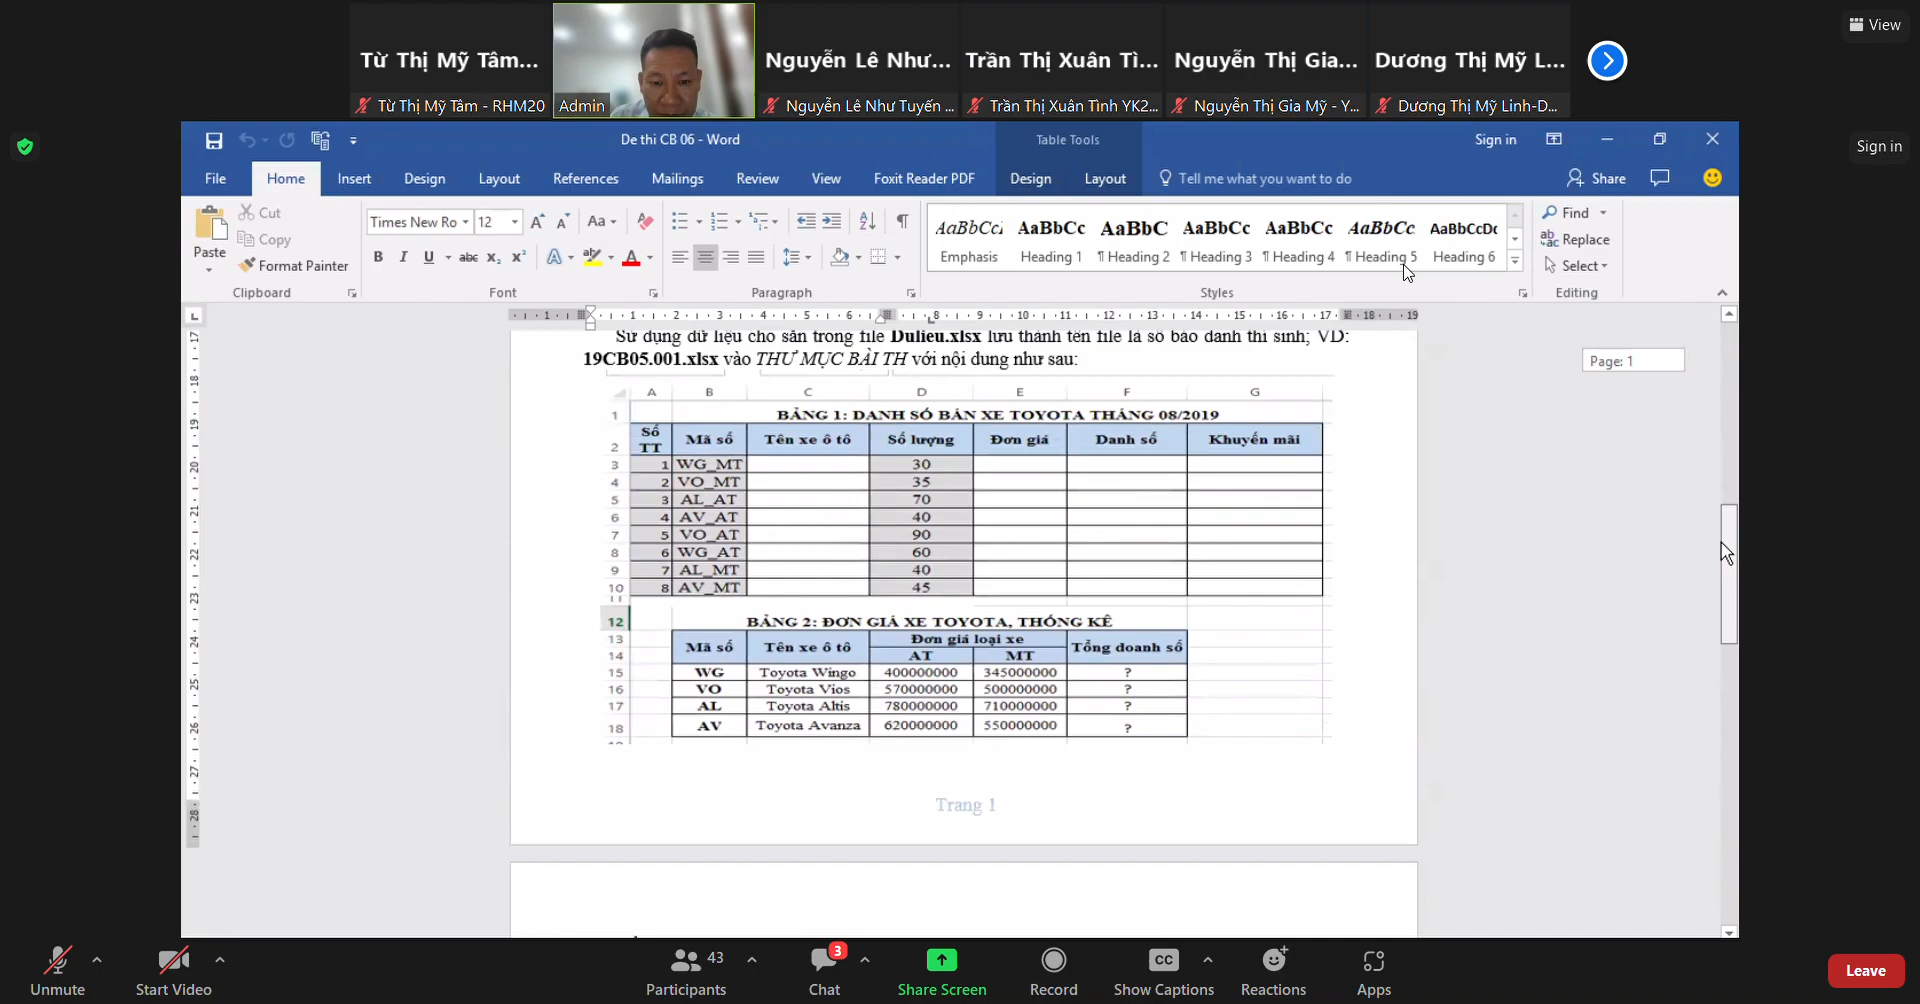 View
Từ Thị Mỹ Tâm...
Nguyễn Lê Như...
Trần Thị Xuân Tì...
Nguyễn Thị Gia...
Dương Thị Mỹ L...
Từ Thị Mỹ Tâm - RHM20
Admin
Nguyễn Lê Như Tuyến ...
Trần Thị Xuân Tình YK2...
Nguyễn Thị Gia Mỹ - Y...
Dương Thị Mỹ Linh-D...
De thi CB 06 - Word
Table Tools
Sign in
Sign in
File Home Insert Design Layout References Mailings Review View Foxit Reader PDF Design Layout Tell me what you want to do Share
Paste
Cut
Copy
Format Painter
Clipboard
Times New Ro 12 Aa
B I U abc x₂ x² A A
Font
Paragraph
AaBbCcI AaBbCc AaBbC AaBbCc AaBbCc AaBbCc AaBbCcDc
Emphasis Heading 1 ¶ Heading 2 ¶ Heading 3 ¶ Heading 4 ¶ Heading 5 Heading 6
Styles
Find
Replace
Select
Editing
Page: 1
Sử dụng dữ liệu cho sẵn trong file Dulieu.xlsx lưu thành tên file là số báo danh thí sinh; VD:
19CB05.001.xlsx vào THƯ MỤC BÀI TH với nội dung như sau:
A B C D E F G
1 BẢNG 1: DANH SỐ BÁN XE TOYOTA THÁNG 08/2019
2 Số TT Mã số Tên xe ô tô Số lượng Đơn giá Danh số Khuyến mãi
3 1 WG_MT 30
4 2 VO_MT 35
5 3 AL_AT 70
6 4 AV_AT 40
7 5 VO_AT 90
8 6 WG_AT 60
9 7 AL_MT 40
10 8 AV_MT 45
11
12 BẢNG 2: ĐƠN GIÁ XE TOYOTA, THỐNG KÊ
13 Mã số Tên xe ô tô Đơn giá loại xe Tổng doanh số
14 AT MT
15 WG Toyota Wingo 400000000 345000000 ?
16 VO Toyota Vios 570000000 500000000 ?
17 AL Toyota Altis 780000000 710000000 ?
18 AV Toyota Avanza 620000000 550000000 ?
Trang 1
Unmute
Start Video
43
Participants
3
Chat
Share Screen
Record
CC
Show Captions
Reactions
Apps
Leave